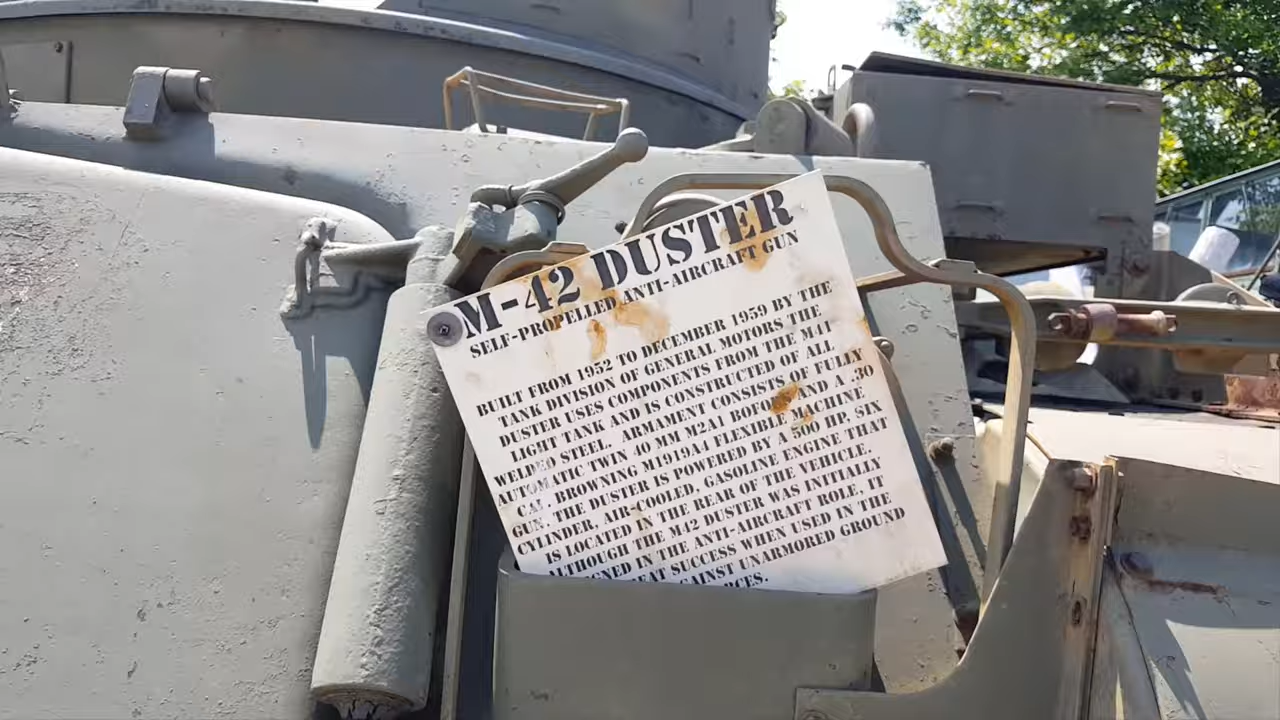 M-42 DUSTER
SELF-PROPELLED ANTI-AIRCRAFT GUN
BUILT FROM 1952 TO DECEMBER 1959 BY THE
TANK DIVISION OF GENERAL MOTORS THE
DUSTER USES COMPONENTS FROM THE M41
LIGHT TANK AND IS CONSTRUCTED OF ALL
WELDED STEEL. ARMAMENT CONSISTS OF FULLY
AUTOMATIC TWIN 40 MM M2A1 BOFORS AND A .30
CAL BROWNING M1919A4 FLEXIBLE MACHINE
GUN. THE DUSTER IS POWERED BY A 500 HP, SIX
CYLINDER, AIR-COOLED, GASOLINE ENGINE THAT
IS LOCATED IN THE REAR OF THE VEHICLE.
ALTHOUGH THE M42 DUSTER WAS INITIALLY
IN THE ANTI-AIRCRAFT ROLE, IT
SUCCESS WHEN USED IN THE
UNARMORED GROUND